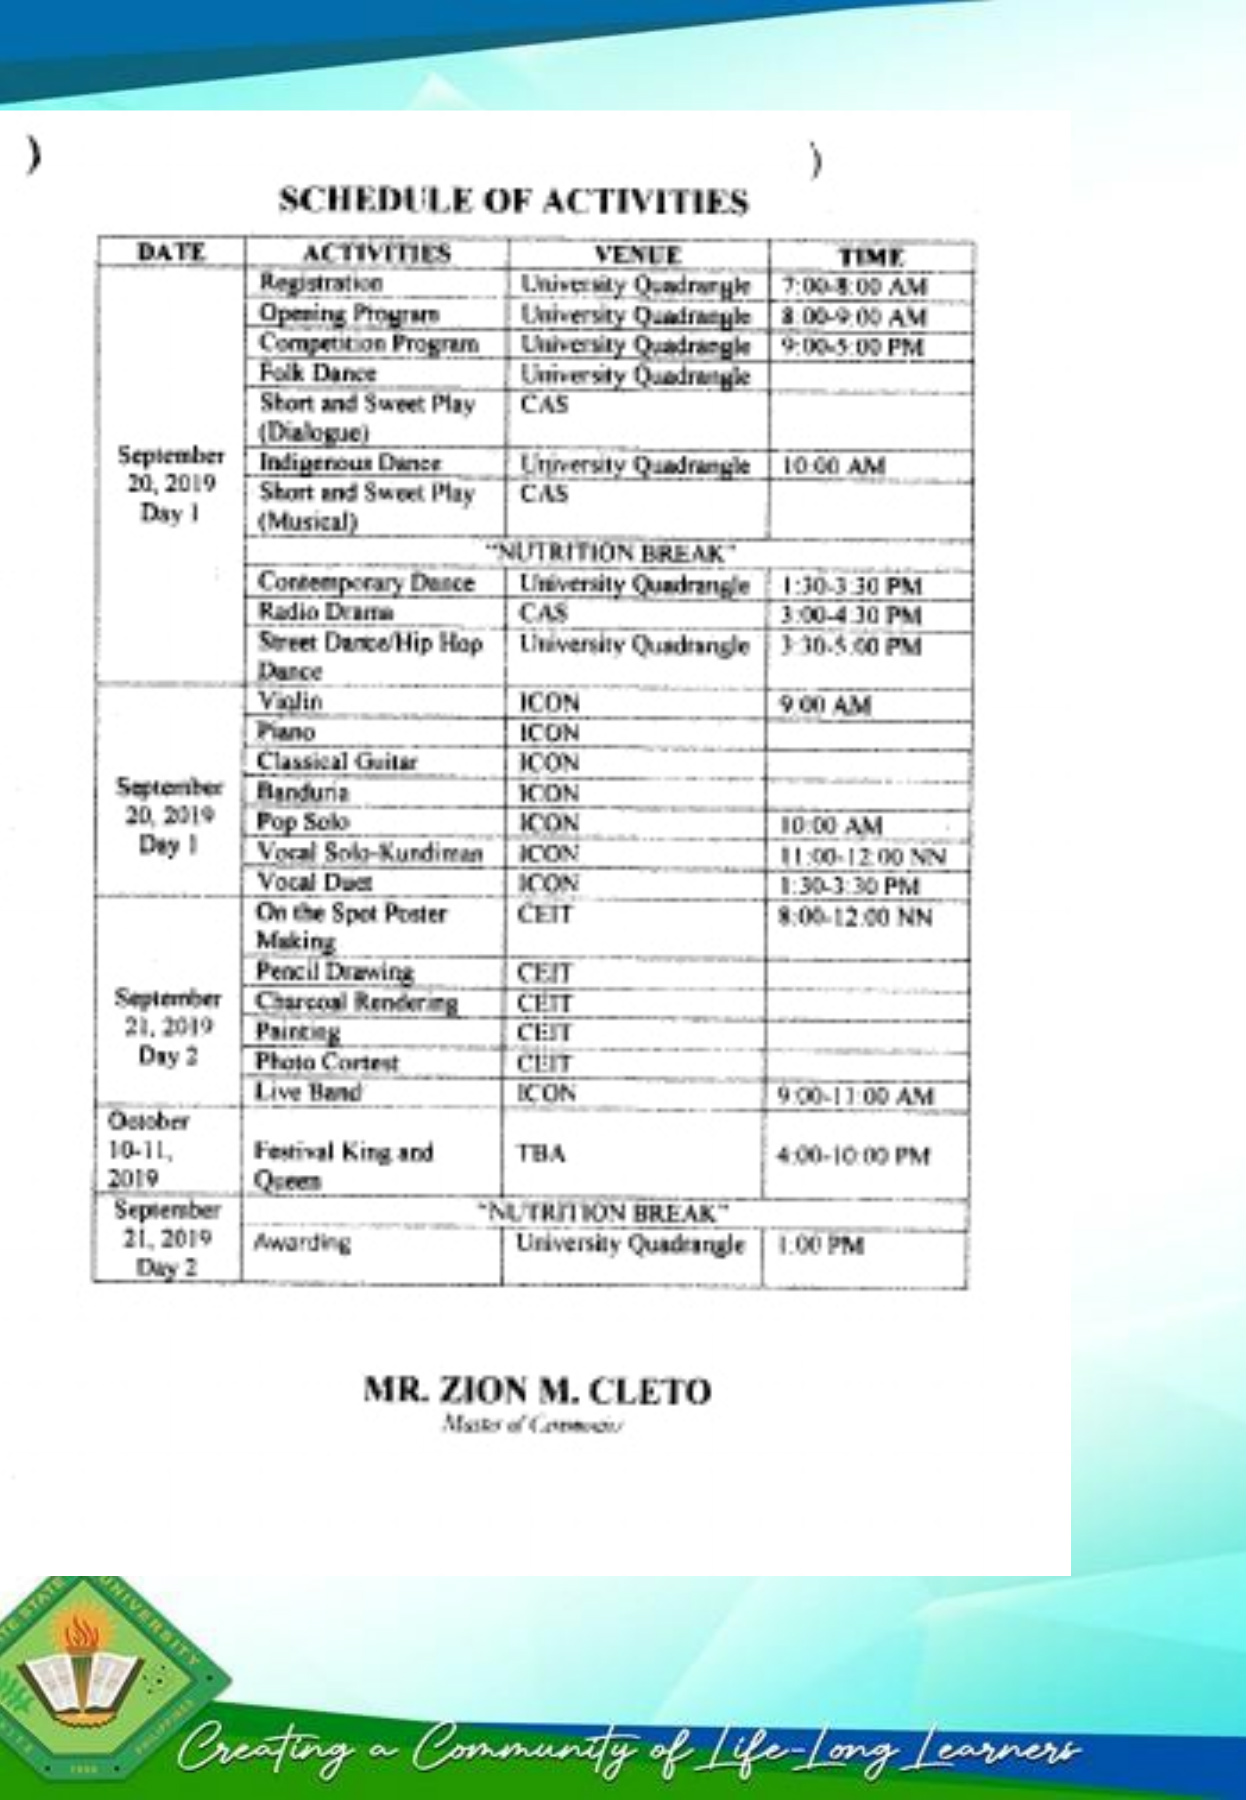 )
)
SCHEDULE OF ACTIVITIES
DATE ACTIVITIES VENUE TIME
September 20, 2019 Day 1
Registration University Quadrangle 7:00-8:00 AM
Opening Program University Quadrangle 8:00-9:00 AM
Competition Program University Quadrangle 9:00-5:00 PM
Folk Dance University Quadrangle
Short and Sweet Play (Dialogue) CAS
Indigenous Dance University Quadrangle 10:00 AM
Short and Sweet Play (Musical) CAS
"NUTRITION BREAK"
Contemporary Dance University Quadrangle 1:30-3:30 PM
Radio Drama CAS 3:00-4:30 PM
Street Dance/Hip Hop Dance University Quadrangle 3:30-5:00 PM
September 20, 2019 Day 1
Violin ICON 9:00 AM
Piano ICON
Classical Guitar ICON
Banduria ICON
Pop Solo ICON 10:00 AM
Vocal Solo-Kundiman ICON 11:00-12:00 NN
Vocal Duet ICON 1:30-3:30 PM
September 21, 2019 Day 2
On the Spot Poster Making CEIT 8:00-12:00 NN
Pencil Drawing CEIT
Charcoal Rendering CEIT
Painting CEIT
Photo Contest CEIT
Live Band ICON 9:00-11:00 AM
October 10-11, 2019
Festival King and Queen TBA 4:00-10:00 PM
September 21, 2019 Day 2
"NUTRITION BREAK"
Awarding University Quadrangle 1:00 PM
MR. ZION M. CLETO
Master of Ceremonies
STATE UNIVERSITY
PHILIPPINES
Creating a Community of Life-Long Learners